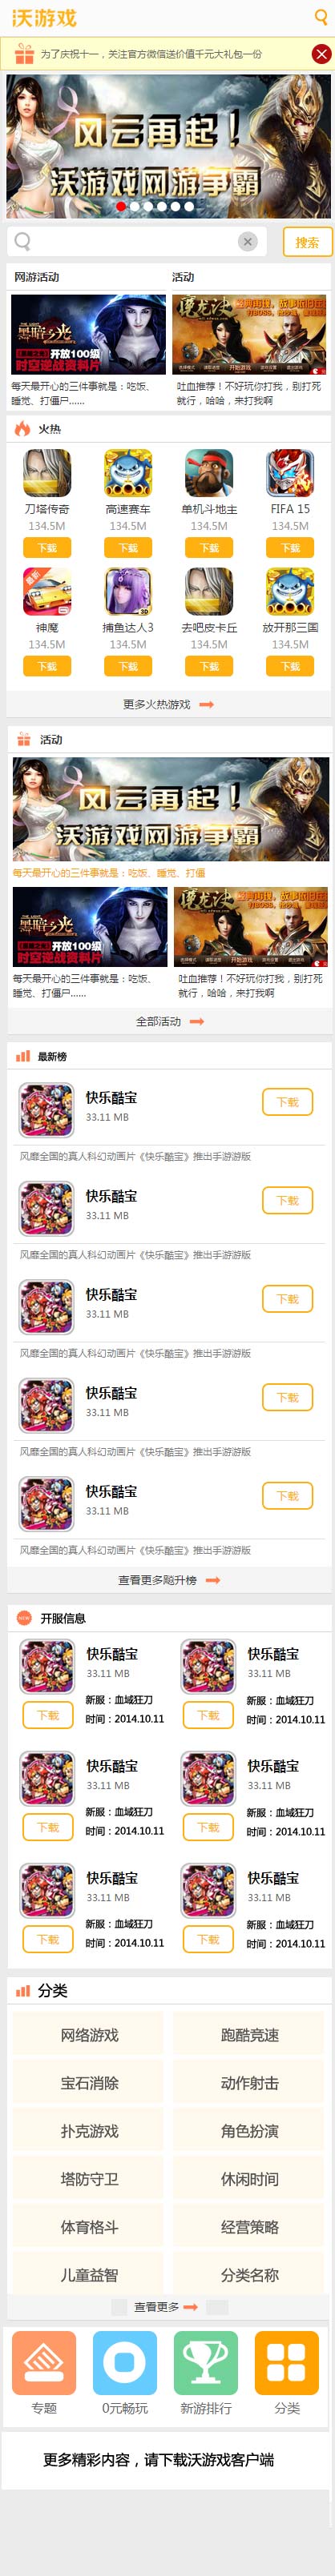 沃游戏
为了庆祝十一，关注官方微信送价值千元大礼包一份
风云再起！
沃游戏网游争霸
搜索
网游活动 活动
黑暗之光
开放100级
时空逆战资料片
屠龙决
开始游戏
每天最开心的三件事就是：吃饭、
睡觉、打僵尸......
吐血推荐！不好玩你打我，别打死
就行，哈哈，来打我啊
火热
刀塔传奇 高速赛车 单机斗地主 FIFA 15
134.5M 134.5M 134.5M 134.5M
下载 下载 下载 下载
最新
3D
神魔 捕鱼达人3 去吧皮卡丘 放开那三国
134.5M 134.5M 134.5M 134.5M
下载 下载 下载 下载
更多火热游戏
活动
风云再起！
沃游戏网游争霸
每天最开心的三件事就是：吃饭、睡觉、打僵
黑暗之光
开放100级
时空逆战资料片
屠龙决
开始游戏
每天最开心的三件事就是：吃饭、
睡觉、打僵尸......
吐血推荐！不好玩你打我，别打死
就行，哈哈，来打我啊
全部活动
最新榜
快乐酷宝
33.11 MB
下载
风靡全国的真人科幻动画片《快乐酷宝》推出手游游版
快乐酷宝
33.11 MB
下载
风靡全国的真人科幻动画片《快乐酷宝》推出手游游版
快乐酷宝
33.11 MB
下载
风靡全国的真人科幻动画片《快乐酷宝》推出手游游版
快乐酷宝
33.11 MB
下载
风靡全国的真人科幻动画片《快乐酷宝》推出手游游版
快乐酷宝
33.11 MB
下载
风靡全国的真人科幻动画片《快乐酷宝》推出手游游版
查看更多飚升榜
NEW
开服信息
快乐酷宝 快乐酷宝
33.11 MB 33.11 MB
新服：血域狂刀 新服：血域狂刀
下载 下载
时间：2014.10.11 时间：2014.10.11
快乐酷宝 快乐酷宝
33.11 MB 33.11 MB
新服：血域狂刀 新服：血域狂刀
下载 下载
时间：2014.10.11 时间：2014.10.11
快乐酷宝 快乐酷宝
33.11 MB 33.11 MB
新服：血域狂刀 新服：血域狂刀
下载 下载
时间：2014.10.11 时间：2014.10.11
分类
网络游戏 跑酷竞速
宝石消除 动作射击
扑克游戏 角色扮演
塔防守卫 休闲时间
体育格斗 经营策略
儿童益智 分类名称
查看更多
专题 0元畅玩 新游排行 分类
更多精彩内容，请下载沃游戏客户端